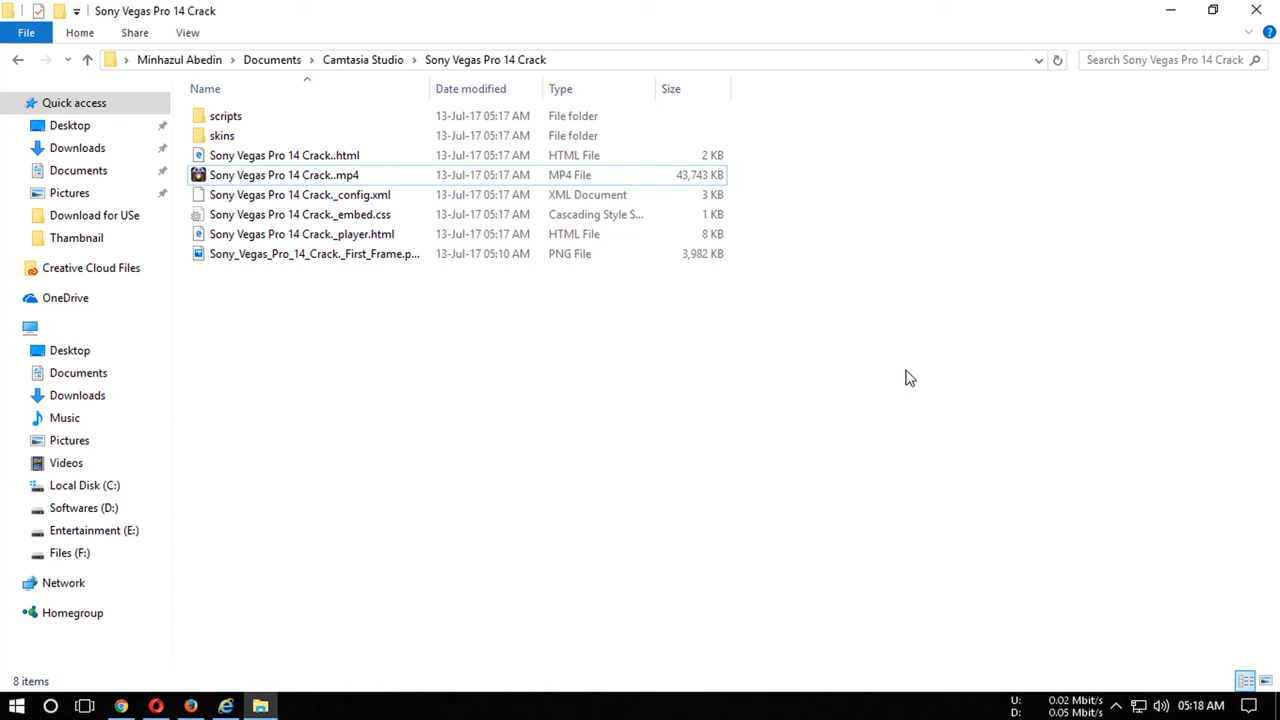 Sony Vegas Pro 14 Crack
File Home Share View
Minhazul Abedin Documents Camtasia Studio Sony Vegas Pro 14 Crack Search Sony Vegas Pro 14 Crack
Name Date modified Type Size
Quick access
Desktop
Downloads
Documents
Pictures
Download for USe
Thumbnail
Creative Cloud Files
OneDrive
Desktop
Documents
Downloads
Music
Pictures
Videos
Local Disk (C:)
Softwares (D:)
Entertainment (E:)
Files (F:)
Network
Homegroup
scripts 13-Jul-17 05:17 AM File folder
skins 13-Jul-17 05:17 AM File folder
Sony Vegas Pro 14 Crack..html 13-Jul-17 05:17 AM HTML File 2 KB
Sony Vegas Pro 14 Crack..mp4 13-Jul-17 05:17 AM MP4 File 43,743 KB
Sony Vegas Pro 14 Crack._config.xml 13-Jul-17 05:17 AM XML Document 3 KB
Sony Vegas Pro 14 Crack._embed.css 13-Jul-17 05:17 AM Cascading Style S... 1 KB
Sony Vegas Pro 14 Crack._player.html 13-Jul-17 05:17 AM HTML File 8 KB
Sony_Vegas_Pro_14_Crack._First_Frame.p... 13-Jul-17 05:10 AM PNG File 3,982 KB
8 items
U: 0.02 Mbit/s
D: 0.05 Mbit/s
05:18 AM